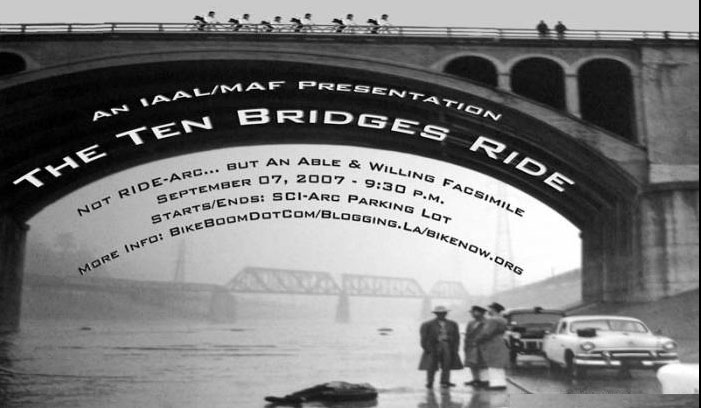 an IAAL/MAF Presentation
The Ten Bridges Ride
Not RIDE-Arc... but An Able & Willing Facsimile
September 07, 2007 - 9:30 p.m.
Starts/Ends: SCI-Arc Parking Lot
More Info: BikeBoomDotCom/Blogging.La/bikenow.org